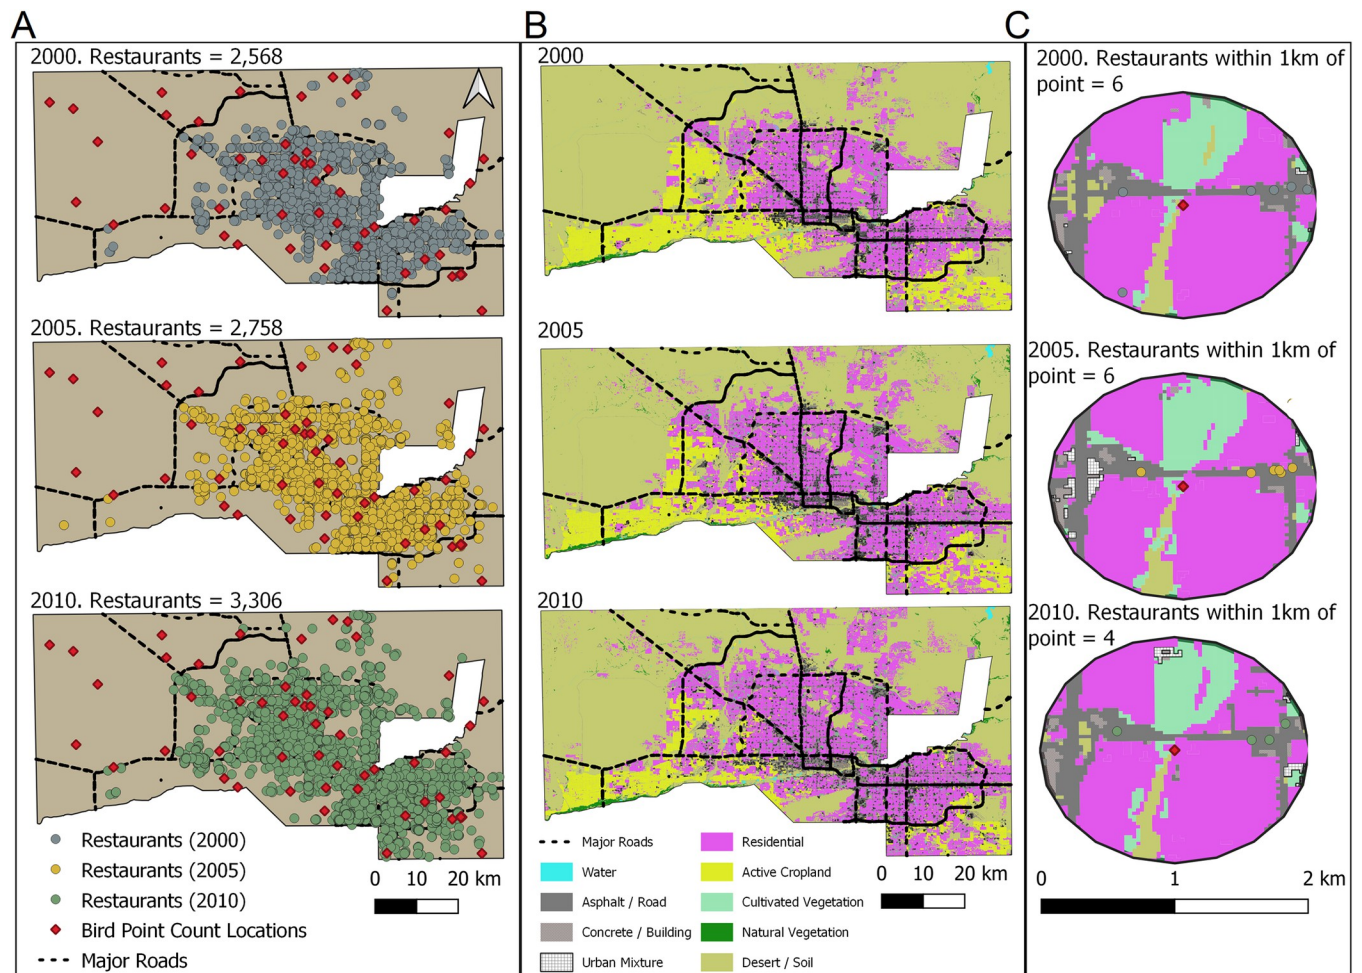 A
2000. Restaurants = 2,568
2005. Restaurants = 2,758
2010. Restaurants = 3,306
Restaurants (2000)
Restaurants (2005)
Restaurants (2010)
Bird Point Count Locations
Major Roads
0 10 20 km
B
2000
2005
2010
Major Roads
Water
Asphalt / Road
Concrete / Building
Urban Mixture
Residential
Active Cropland
Cultivated Vegetation
Natural Vegetation
Desert / Soil
0 10 20 km
C
2000. Restaurants within 1km of
point = 6
2005. Restaurants within 1km of
point = 6
2010. Restaurants within 1km of
point = 4
0 1 2 km